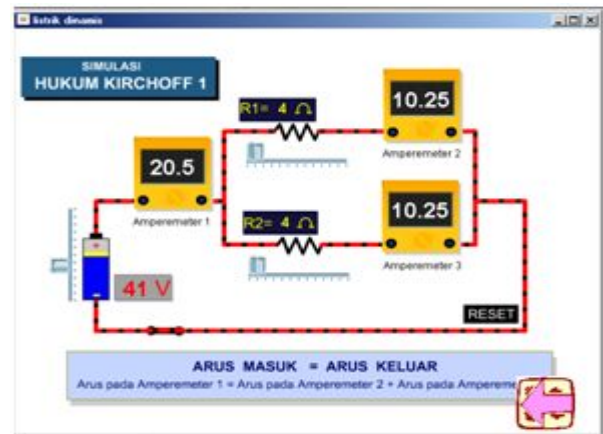 listrik dinamis
SIMULASI
HUKUM KIRCHOFF 1
R1= 4 Ω
10.25
Amperemeter 2
20.5
Amperemeter 1
R2= 4 Ω
10.25
Amperemeter 3
41 V
RESET
ARUS MASUK = ARUS KELUAR
Arus pada Amperemeter 1 = Arus pada Amperemeter 2 + Arus pada Ampereme